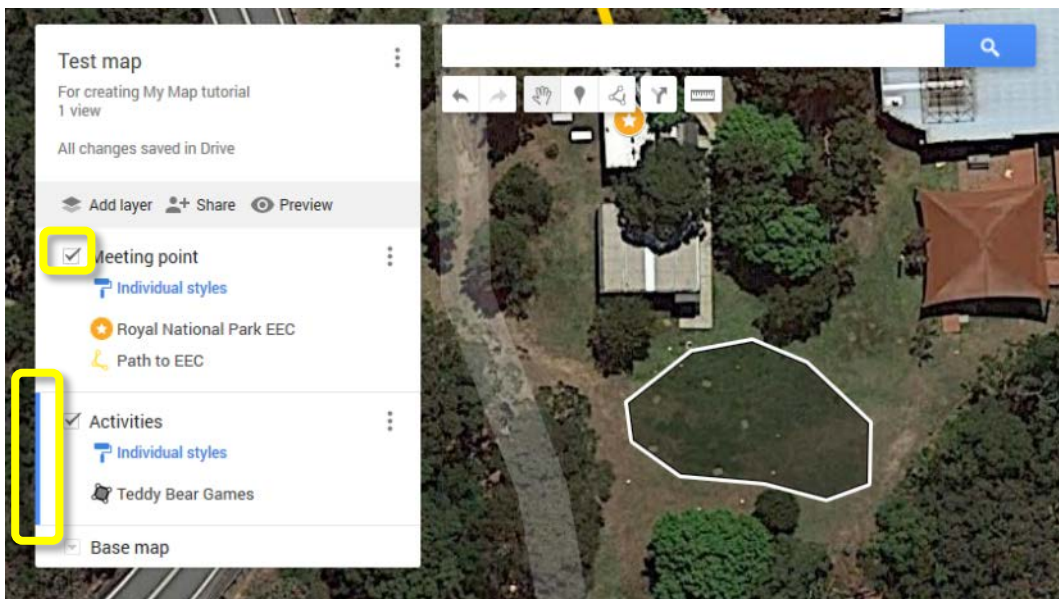 Test map
For creating My Map tutorial
1 view
All changes saved in Drive
Add layer Share Preview
Meeting point
Individual styles
Royal National Park EEC
Path to EEC
Activities
Individual styles
Teddy Bear Games
Base map